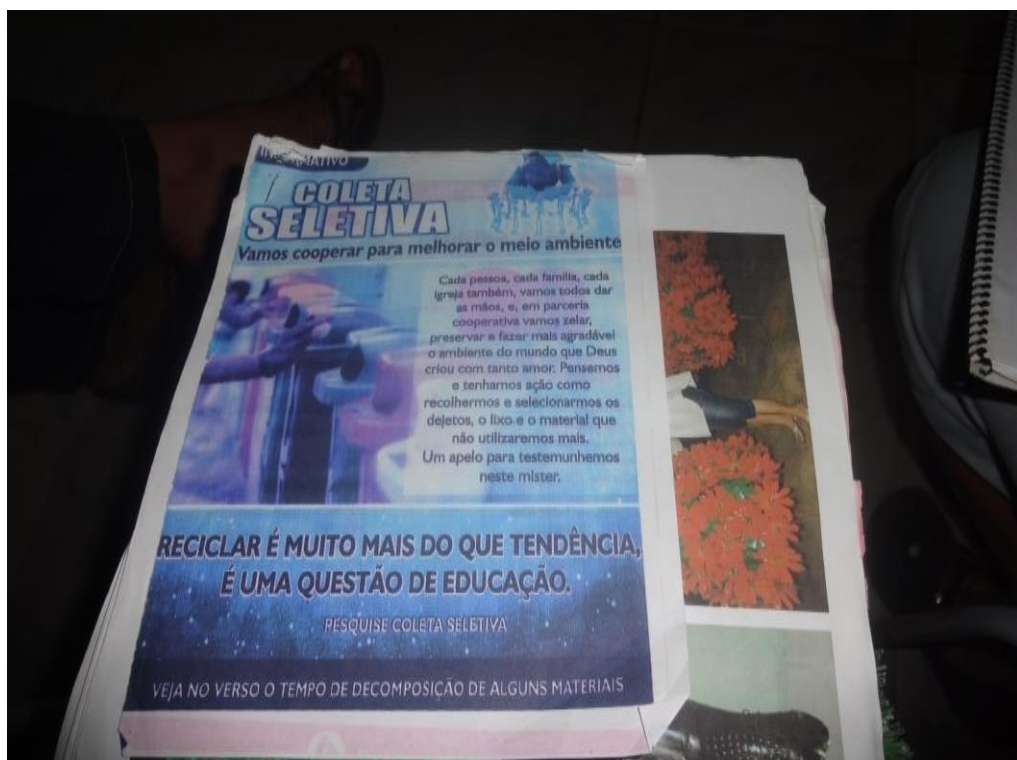 INFORMATIVO
COLETA
SELETIVA
Vamos cooperar para melhorar o meio ambiente
Cada pessoa, cada família, cada
igreja também, vamos todos dar
as mãos, e, em parceria
cooperativa vamos zelar,
preservar e fazer mais agradável
o ambiente do mundo que Deus
criou com tanto amor. Pensemos
e tenhamos ação como
recolhermos e selecionarmos os
dejetos, o lixo e o material que
não utilizaremos mais.
Um apelo para testemunhemos
neste mister.
RECICLAR É MUITO MAIS DO QUE TENDÊNCIA,
É UMA QUESTÃO DE EDUCAÇÃO.
PESQUISE COLETA SELETIVA
VEJA NO VERSO O TEMPO DE DECOMPOSIÇÃO DE ALGUNS MATERIAIS